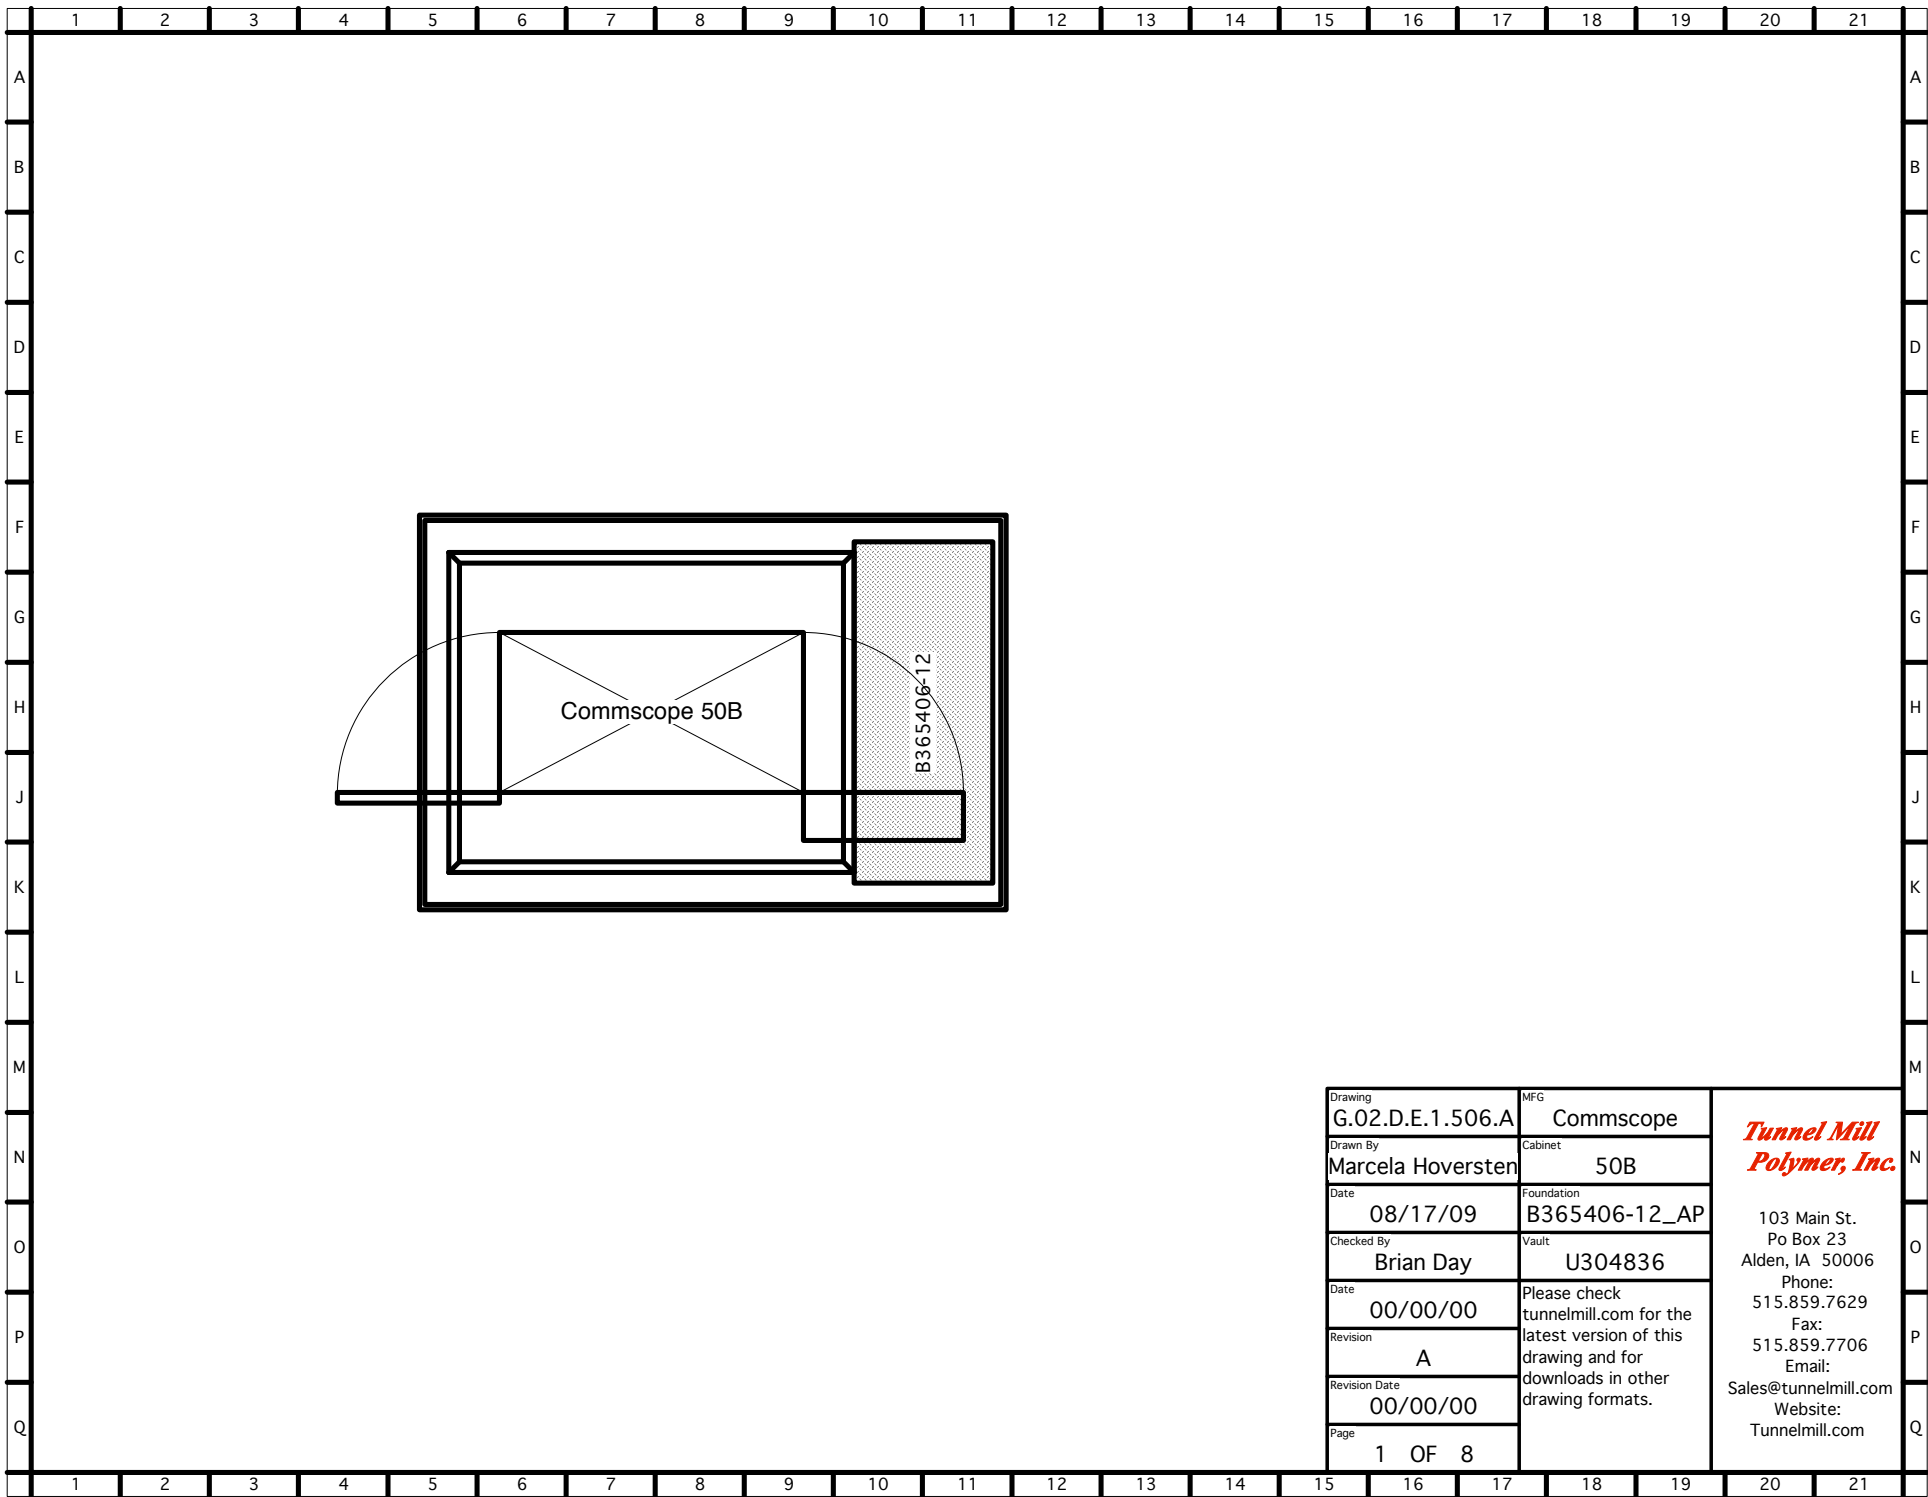 1 2 3 4 5 6 7 8 9 10 11 12 13 14 15 16 17 18 19 20 21
A A
B B
C C
D D
E E
F F
G G
H H
J J
K K
L L
M M
N N
O O
P P
Q Q
Commscope 50B
B365406-12
Drawing
G.02.D.E.1.506.A
MFG
Commscope
Drawn By
Marcela Hoversten
Cabinet
50B
Date
08/17/09
Foundation
B365406-12_AP
Checked By
Brian Day
Vault
U304836
Date
00/00/00
Revision
A
Revision Date
00/00/00
Page
1 OF 8
Please check
tunnelmill.com for the
latest version of this
drawing and for
downloads in other
drawing formats.
Tunnel Mill
Polymer, Inc.
103 Main St.
Po Box 23
Alden, IA 50006
Phone:
515.859.7629
Fax:
515.859.7706
Email:
Sales@tunnelmill.com
Website:
Tunnelmill.com
1 2 3 4 5 6 7 8 9 10 11 12 13 14 15 16 17 18 19 20 21